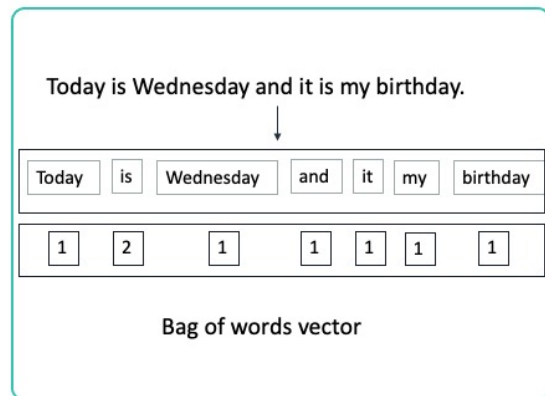 Today is Wednesday and it is my birthday.
Today is Wednesday and it my birthday
1 2 1 1 1 1 1
Bag of words vector